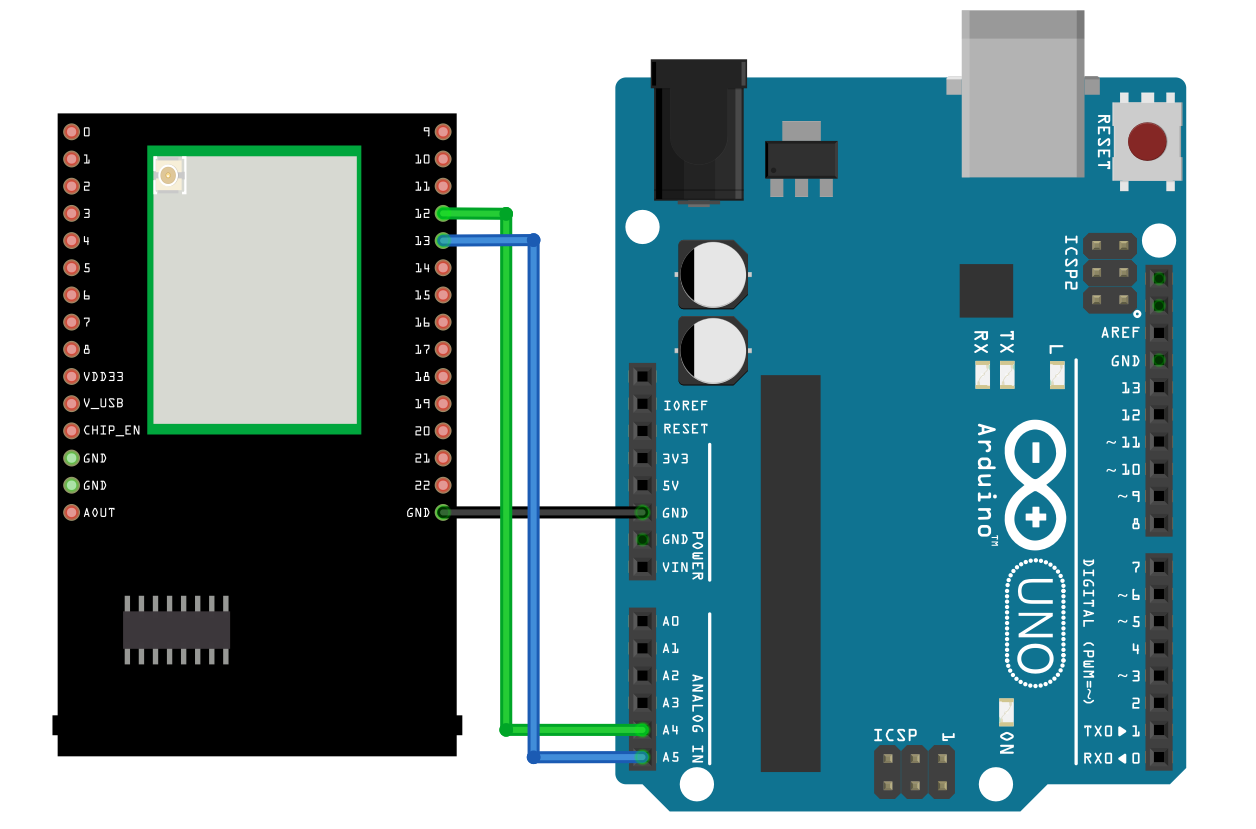 0
1
2
3
4
5
6
7
8
VDD33
V_USB
CHIP_EN
GND
GND
AOUT
9
10
11
12
13
14
15
16
17
18
19
20
21
22
GND
IOREF
RESET
3V3
5V
GND
GND
VIN
POWER
A0
A1
A2
A3
A4
A5
ANALOG IN
RESET
ICSP2
RX
TX
L
Arduino™
UNO
ON
ICSP
1
AREF
GND
13
12
~11
~10
~9
8
7
~6
~5
4
~3
2
TX0▶1
RX0◀0
DIGITAL (PWM=~)